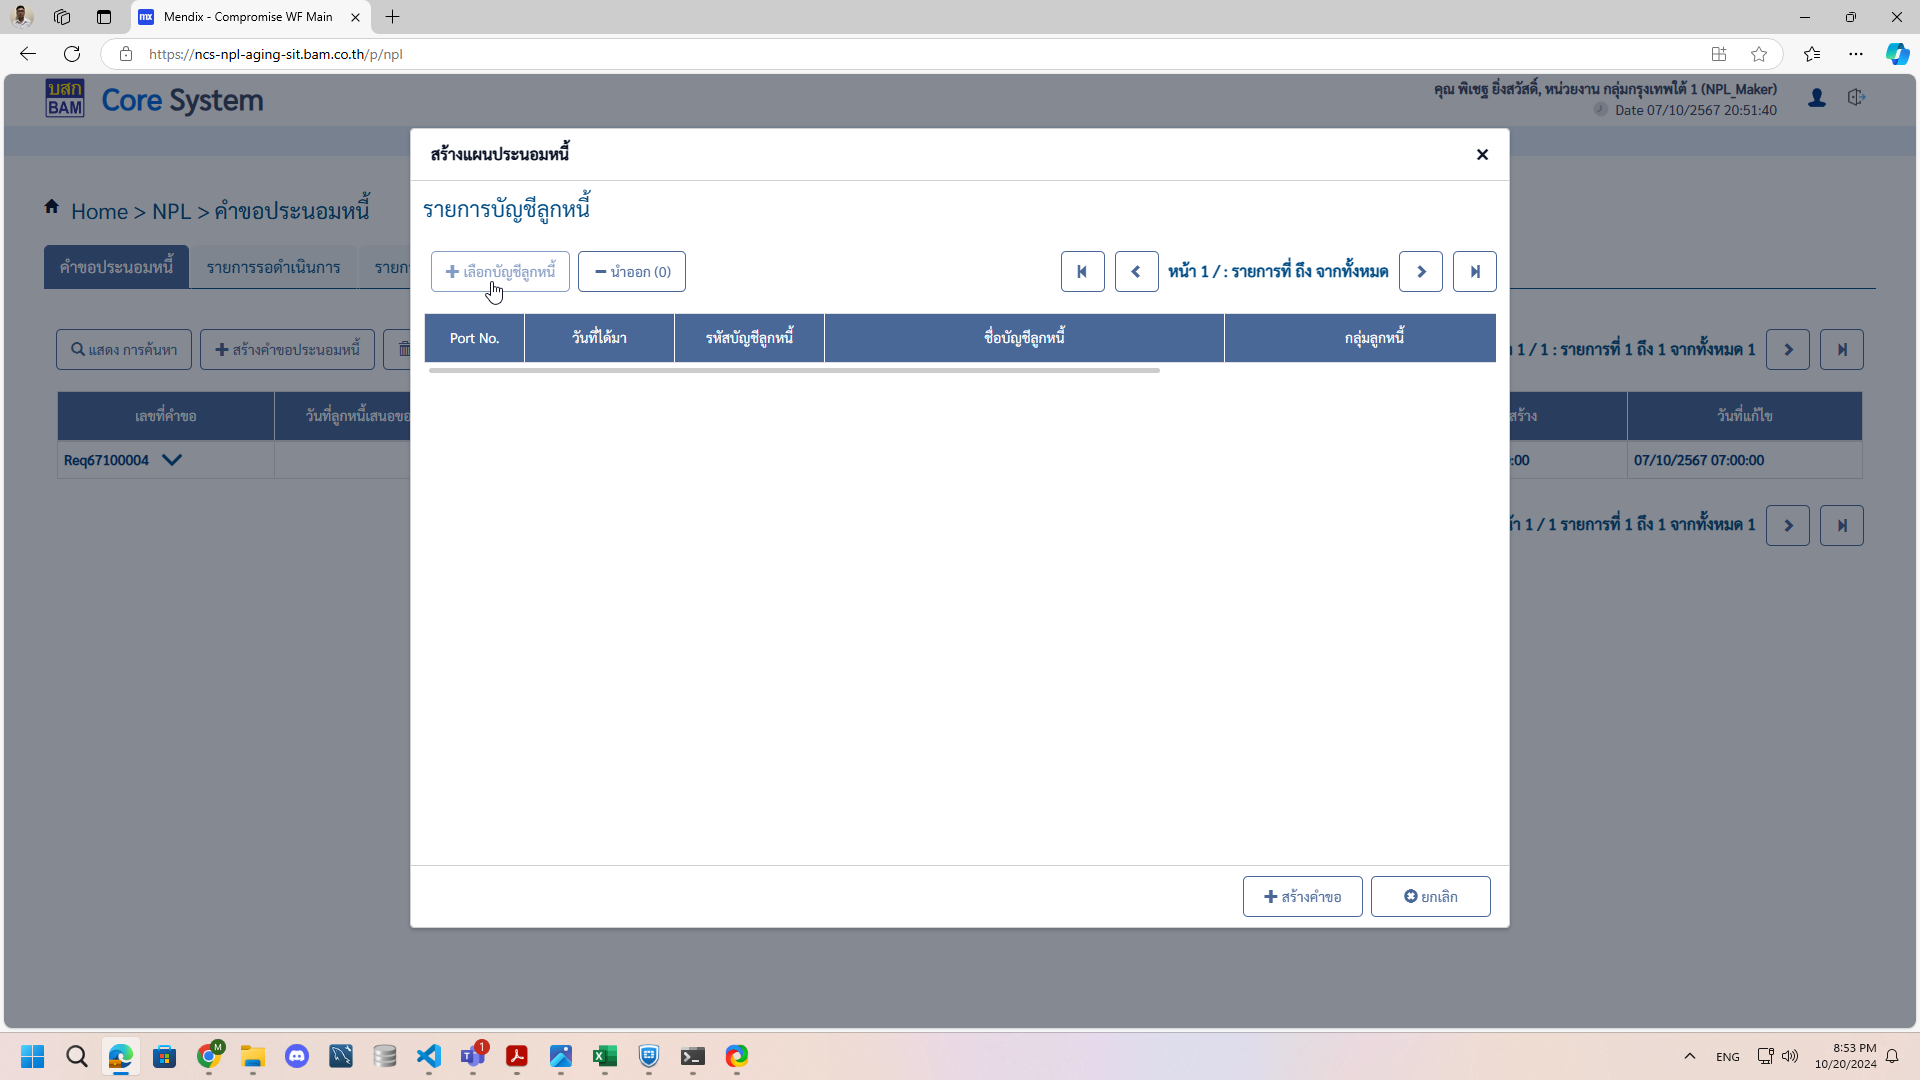 Mendix - Compromise WF Main
https://ncs-npl-aging-sit.bam.co.th/p/npl
บสก
BAM
Core System
คุณ พิเชฐ ยิ่งสวัสดิ์, หน่วยงาน กลุ่มกรุงเทพใต้ 1 (NPL_Maker)
Date 07/10/2567 20:51:40
Home > NPL > คำขอประนอมหนี้
คำขอประนอมหนี้
รายการรอดำเนินการ
แสดง การค้นหา
สร้างคำขอประนอมหนี้
1 / 1 : รายการที่ 1 ถึง 1 จากทั้งหมด 1
เลขที่คำขอ
วันที่ลูกหนี้เสนอขอ
สร้าง
วันที่แก้ไข
Req67100004
:00
07/10/2567 07:00:00
1 / 1 รายการที่ 1 ถึง 1 จากทั้งหมด 1
สร้างแผนประนอมหนี้
รายการบัญชีลูกหนี้
เลือกบัญชีลูกหนี้
นำออก (0)
หน้า 1 / : รายการที่ ถึง จากทั้งหมด
Port No.
วันที่ได้มา
รหัสบัญชีลูกหนี้
ชื่อบัญชีลูกหนี้
กลุ่มลูกหนี้
สร้างคำขอ
ยกเลิก
M
1
ENG
8:53 PM
10/20/2024